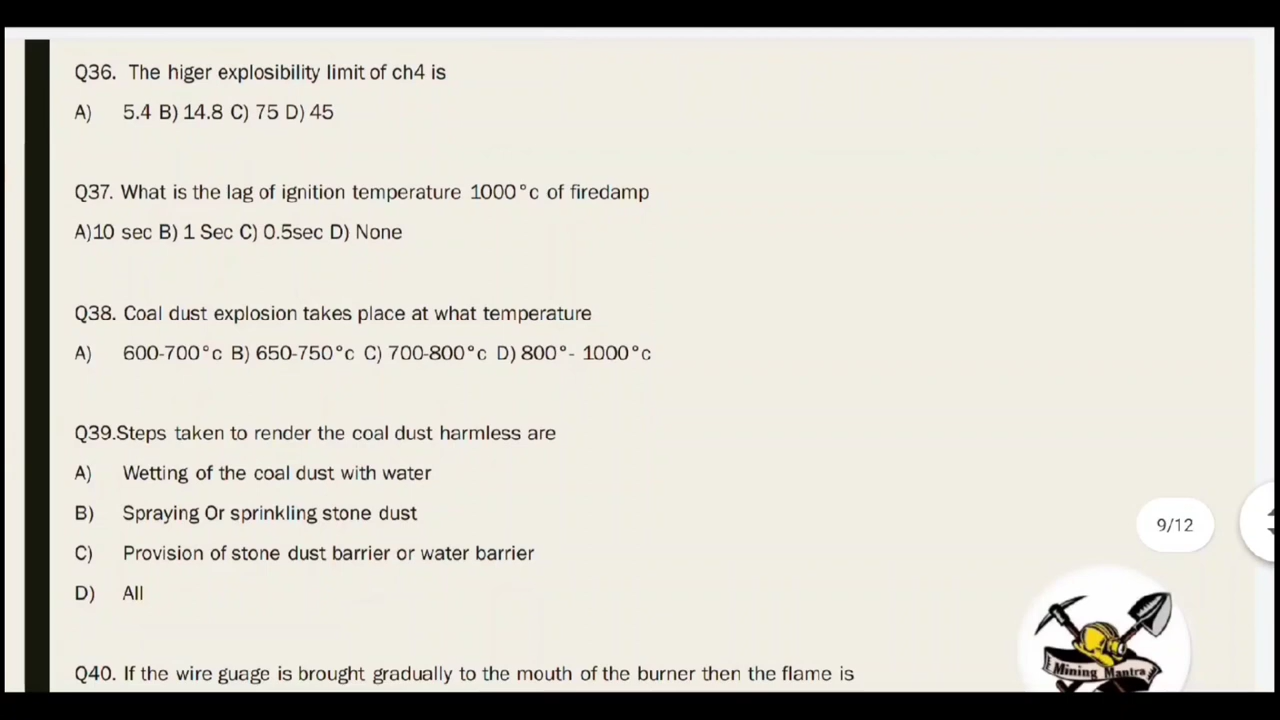 Q36. The higer explosibility limit of ch4 is
A) 5.4 B) 14.8 C) 75 D) 45
Q37. What is the lag of ignition temperature 1000°c of firedamp
A)10 sec B) 1 Sec C) 0.5sec D) None
Q38. Coal dust explosion takes place at what temperature
A) 600-700°c B) 650-750°c C) 700-800°c D) 800°- 1000°c
Q39.Steps taken to render the coal dust harmless are
A) Wetting of the coal dust with water
B) Spraying Or sprinkling stone dust
C) Provision of stone dust barrier or water barrier
9/12
D) All
Q40. If the wire guage is brought gradually to the mouth of the burner then the flame is
Mining Mantra